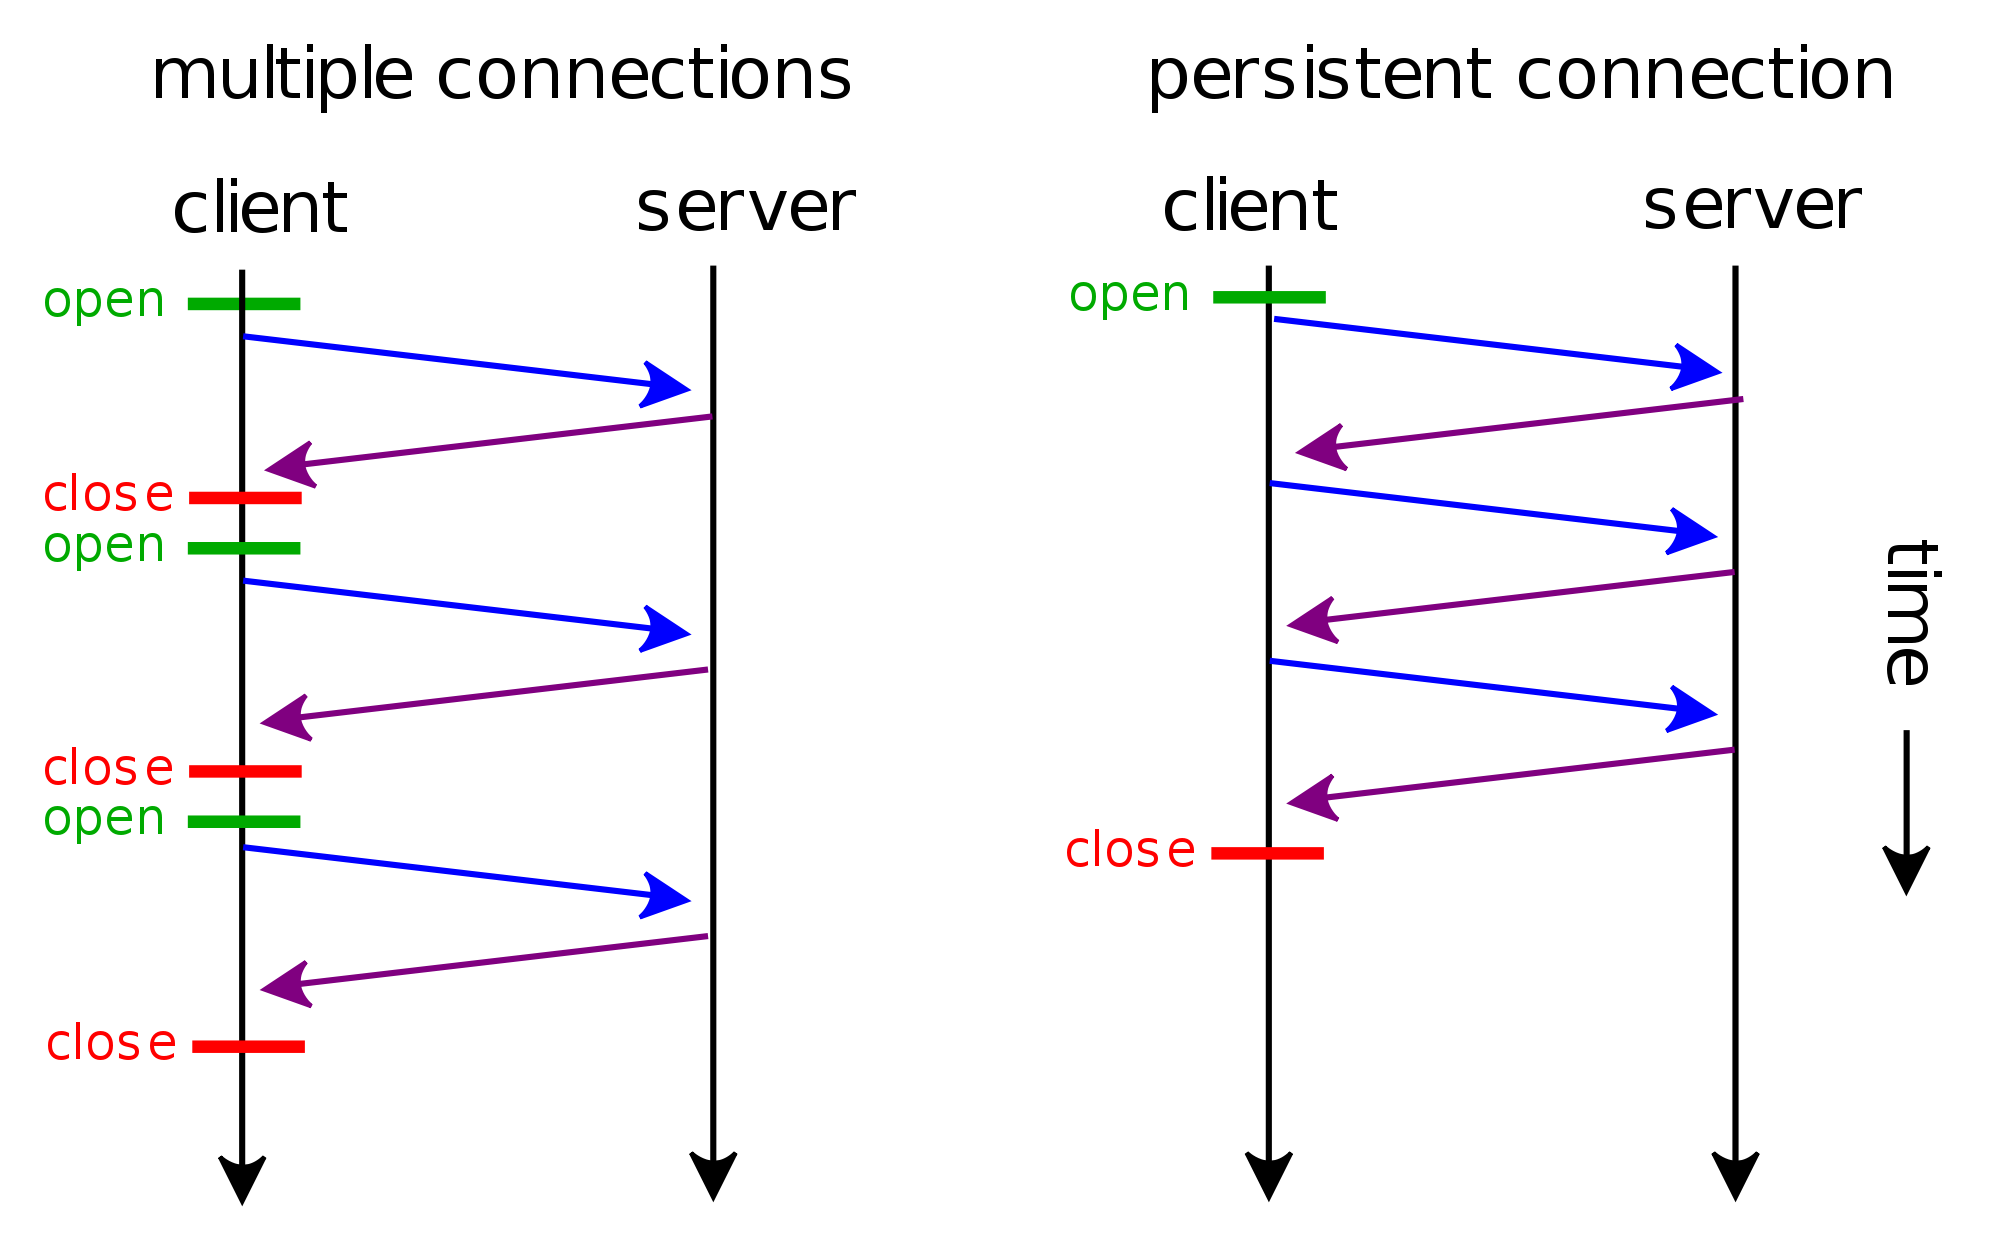 multiple connections
client server
open
close
open
close
open
close
persistent connection
client server
open
close
time